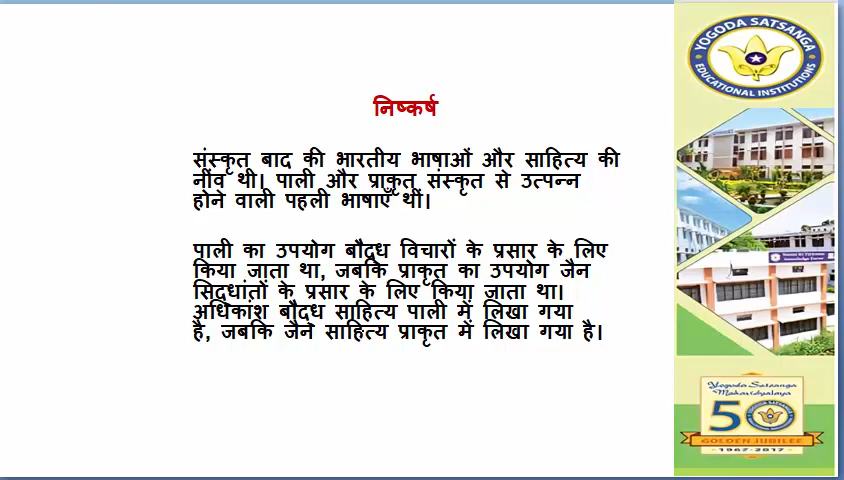 निष्कर्ष
संस्कृत बाद की भारतीय भाषाओं और साहित्य की
नींव थी। पाली और प्राकृत संस्कृत से उत्पन्न
होने वाली पहली भाषाएँ थीं।
पाली का उपयोग बौद्ध विचारों के प्रसार के लिए
किया जाता था, जबकि प्राकृत का उपयोग जैन
सिद्धांतों के प्रसार के लिए किया जाता था।
अधिकांश बौद्ध साहित्य पाली में लिखा गया
है, जबकि जैन साहित्य प्राकृत में लिखा गया है।
YOGODA SATSANGA
EDUCATIONAL INSTITUTIONS
Yogoda Satsanga
Mahavidyalaya
50
GOLDEN JUBILEE
1967-2017